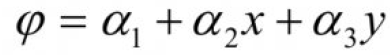 φ = α₁ + α₂x + α₃y